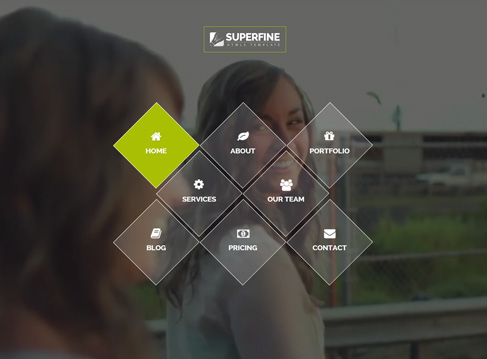 SUPERFINE
HTML5 TEMPLATE
HOME
ABOUT
PORTFOLIO
SERVICES
OUR TEAM
BLOG
PRICING
CONTACT